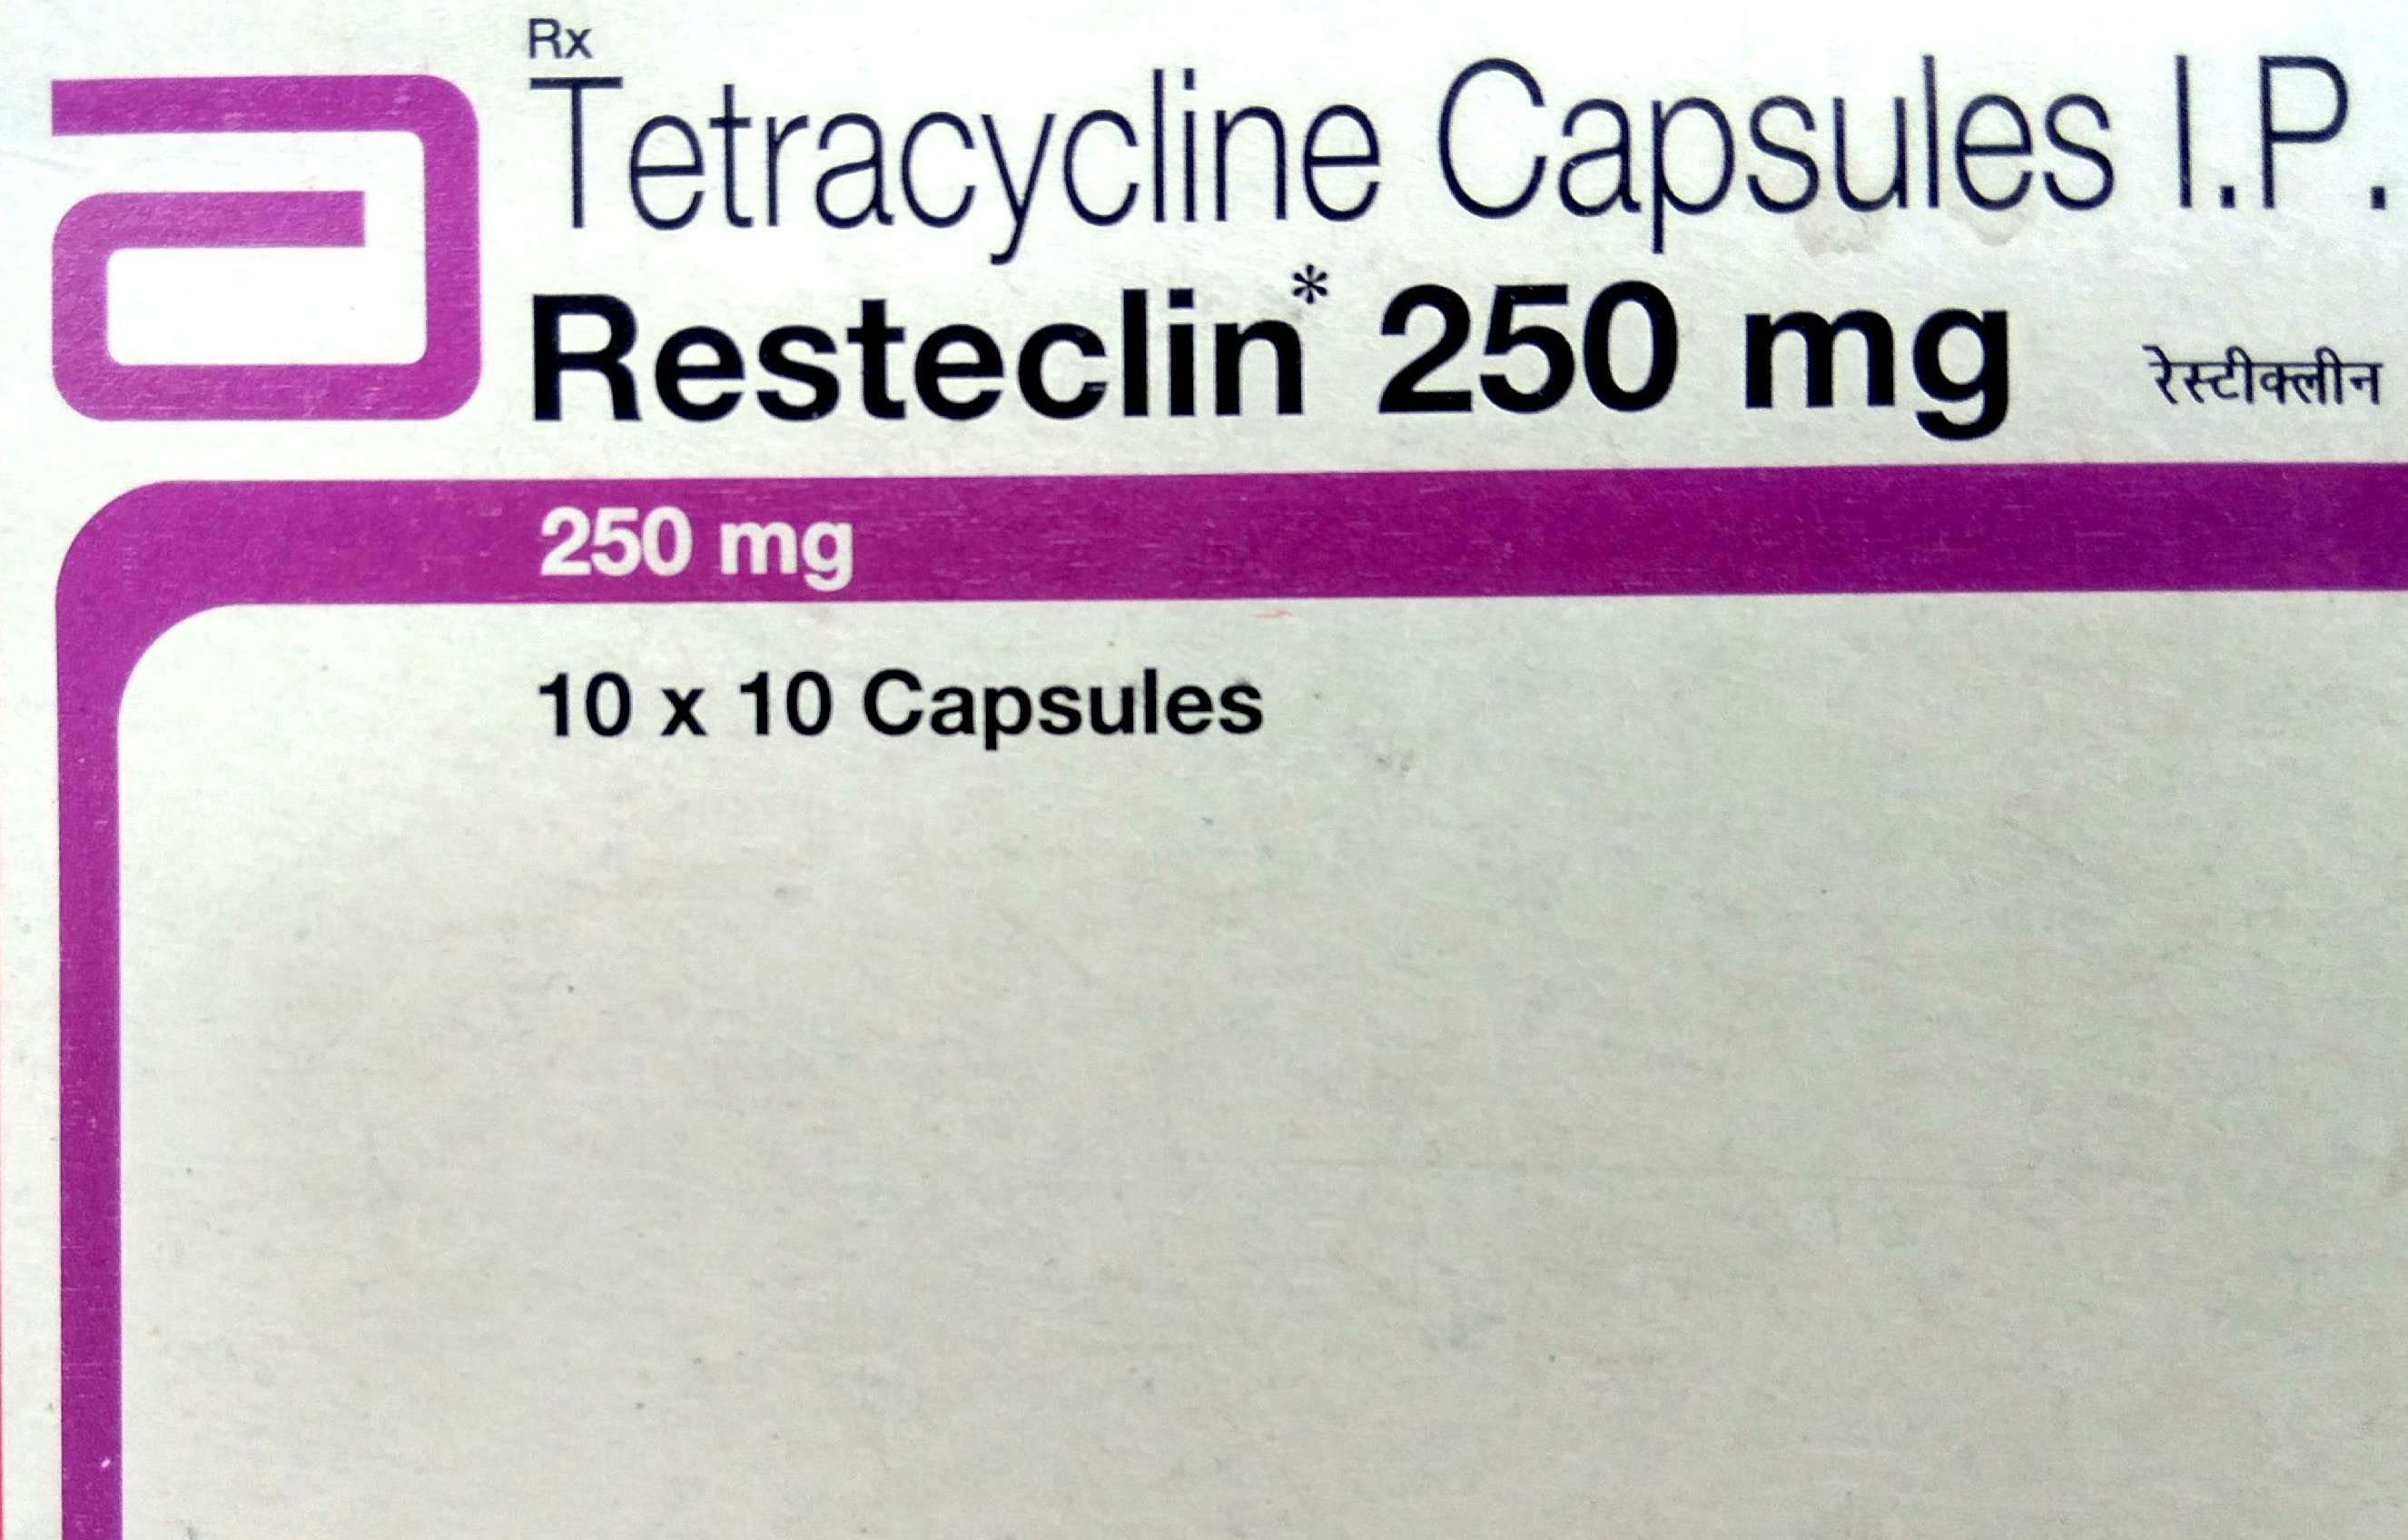 Rx
Tetracycline Capsules I.P.
Resteclin* 250 mg रेस्टीक्लीन
250 mg
10 x 10 Capsules